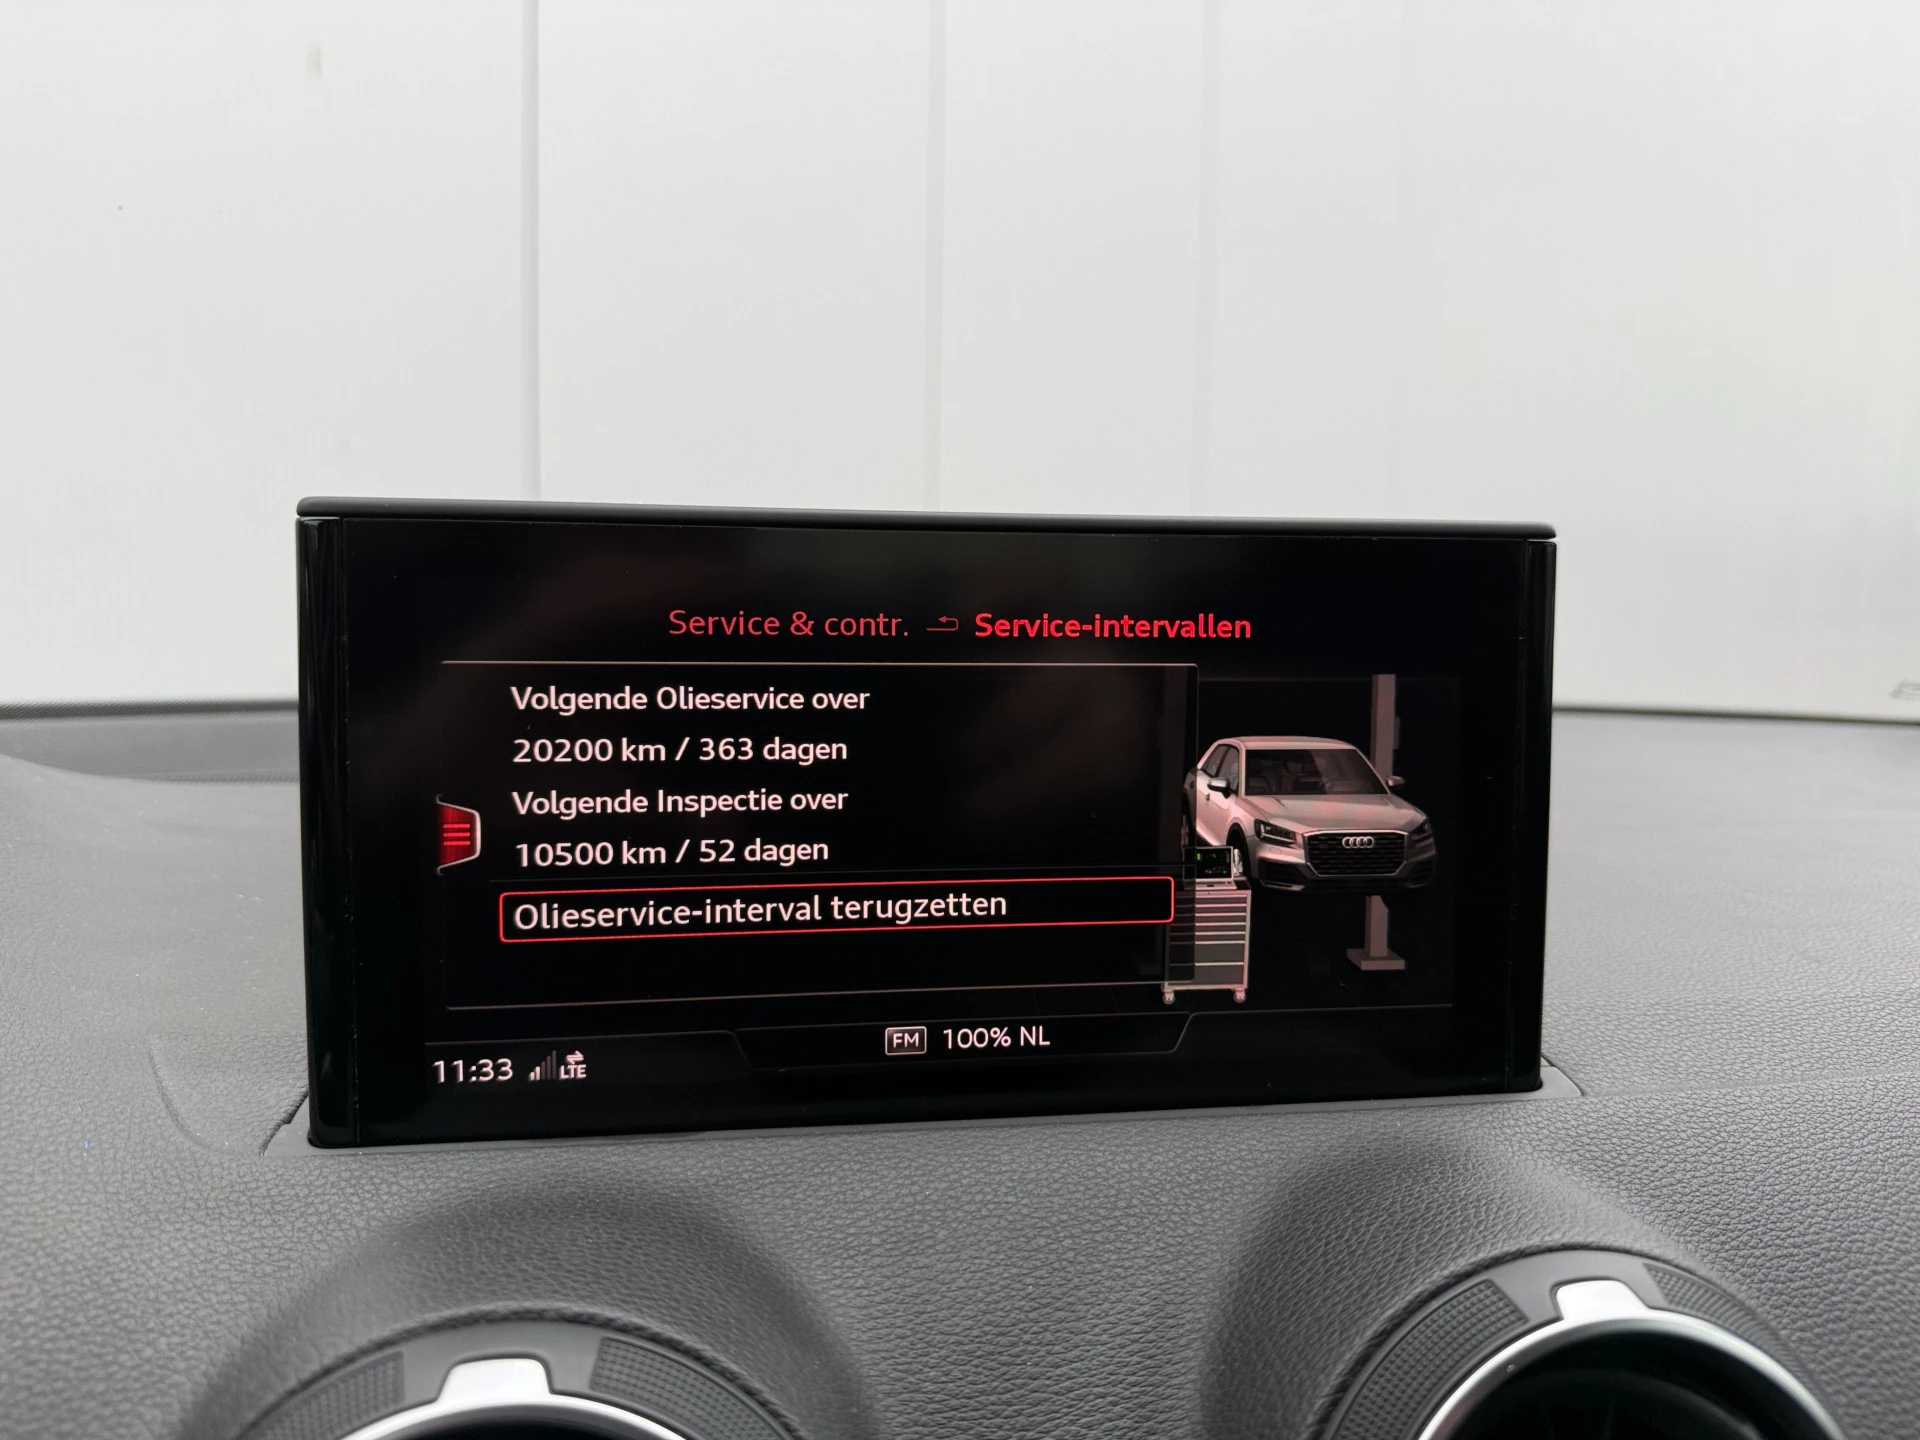 Service & contr. Service-intervallen
Volgende Olieservice over
20200 km / 363 dagen
Volgende Inspectie over
10500 km / 52 dagen
Olieservice-interval terugzetten
FM 100% NL
11:33 LTE